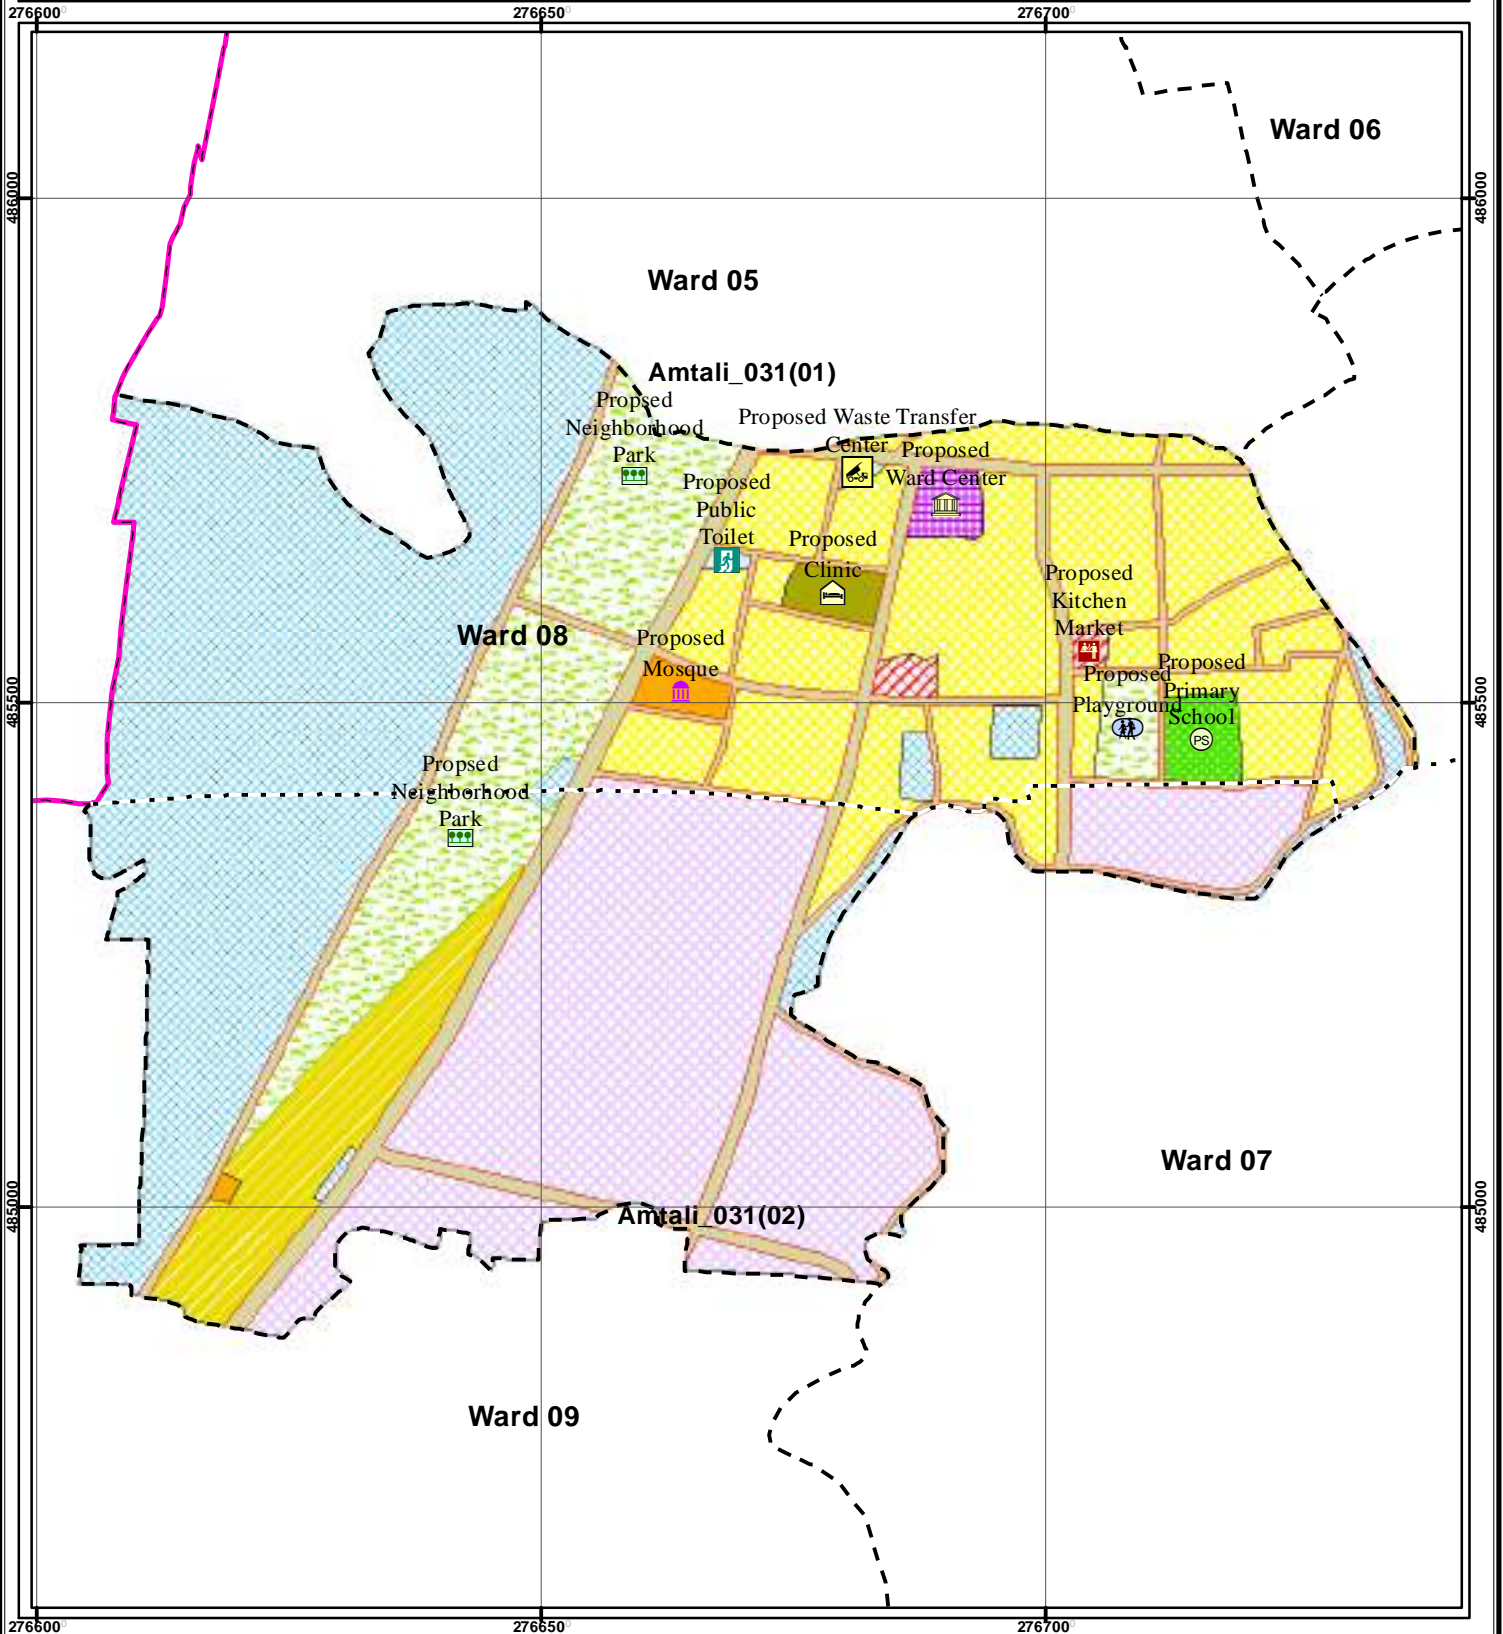 276600
276650
276700
Ward 06
486000
486000
Ward 05
Amtali_031(01)
Propsed
Neighborhood
Park
Proposed Waste Transfer
Center
Proposed
Ward Center
Proposed
Public
Toilet
Proposed
Clinic
Proposed
Kitchen
Market
Ward 08
Proposed
Mosque
Proposed
Playground
Proposed
Primary
School
PS
485500
485500
Propsed
Neighborhood
Park
Ward 07
485000
485000
Amtali_031(02)
Ward 09
276600
276650
276700